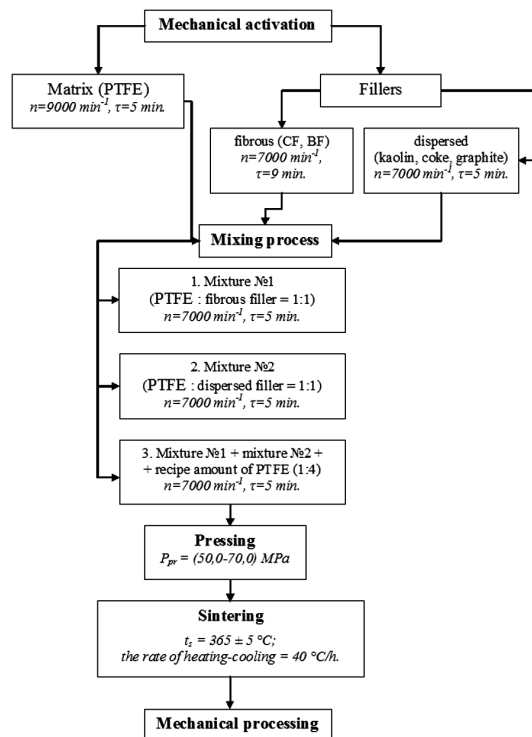 Mechanical activation
Matrix (PTFE)
n=9000 min⁻¹, τ=5 min.
Fillers
fibrous (CF, BF)
n=7000 min⁻¹,
τ=9 min.
dispersed
(kaolin, coke, graphite)
n=7000 min⁻¹, τ=5 min.
Mixing process
1. Mixture №1
(PTFE : fibrous filler = 1:1)
n=7000 min⁻¹, τ=5 min.
2. Mixture №2
(PTFE : dispersed filler = 1:1)
n=7000 min⁻¹, τ=5 min.
3. Mixture №1 + mixture №2 +
+ recipe amount of PTFE (1:4)
n=7000 min⁻¹, τ=5 min.
Pressing
Ppr = (50,0-70,0) MPa
Sintering
ts = 365 ± 5 °C;
the rate of heating-cooling = 40 °C/h.
Mechanical processing